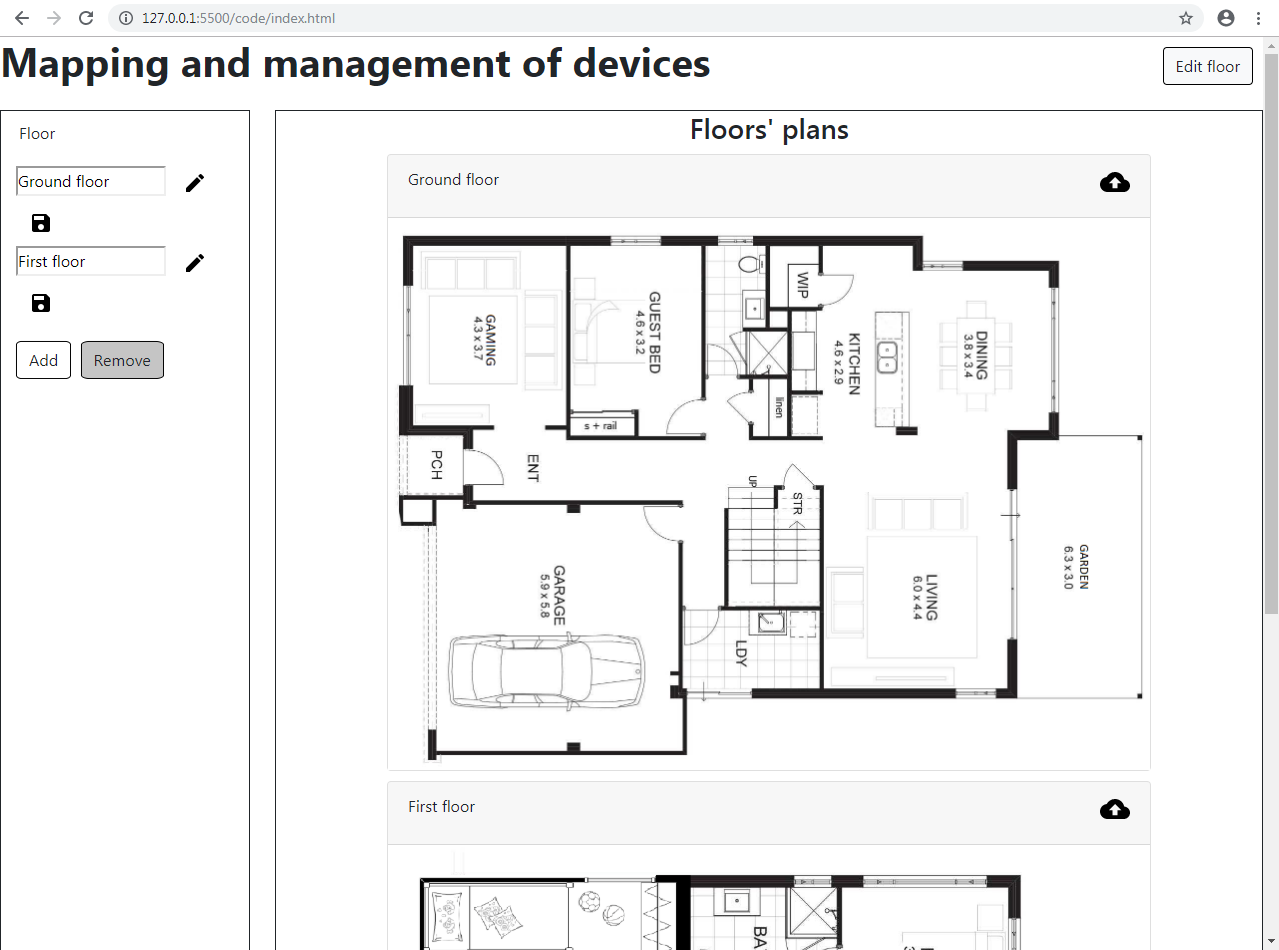 127.0.0.1:5500/code/index.html
Mapping and management of devices
Edit floor
Floor
Ground floor
First floor
Add
Remove
Floors' plans
Ground floor
GAMING
4.3 x 3.7
GUEST BED
4.6 x 3.2
s + rail
WIP
linen
KITCHEN
4.6 x 2.9
DINING
3.8 x 3.4
PCH
ENT
UP
STR
GARAGE
5.9 x 5.8
LDY
LIVING
6.0 x 4.4
GARDEN
6.3 x 3.0
First floor